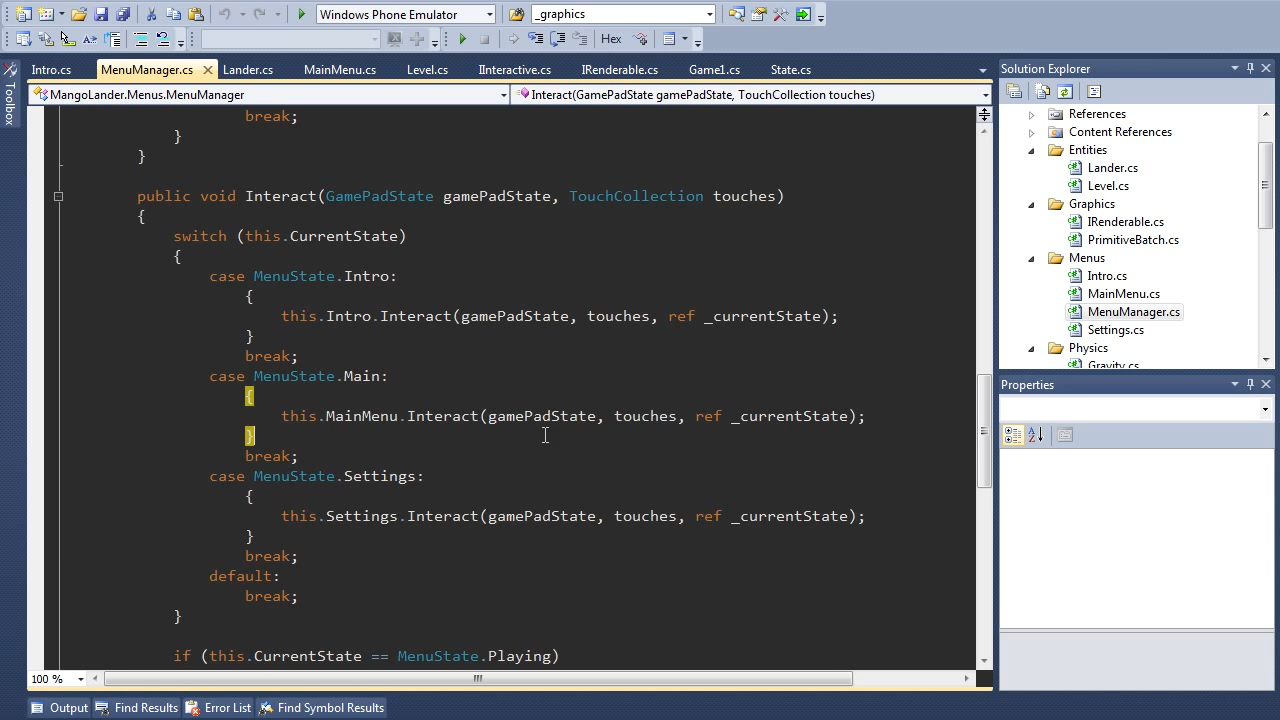 Windows Phone Emulator
_graphics
Hex
Intro.cs
MenuManager.cs
Lander.cs
MainMenu.cs
Level.cs
IInteractive.cs
IRenderable.cs
Game1.cs
State.cs
Toolbox
MangoLander.Menus.MenuManager
Interact(GamePadState gamePadState, TouchCollection touches)
break;
}
}
public void Interact(GamePadState gamePadState, TouchCollection touches)
{
switch (this.CurrentState)
{
case MenuState.Intro:
{
this.Intro.Interact(gamePadState, touches, ref _currentState);
}
break;
case MenuState.Main:
{
this.MainMenu.Interact(gamePadState, touches, ref _currentState);
}
break;
case MenuState.Settings:
{
this.Settings.Interact(gamePadState, touches, ref _currentState);
}
break;
default:
break;
}
if (this.CurrentState == MenuState.Playing)
100 %
Solution Explorer
References
Content References
Entities
Lander.cs
Level.cs
Graphics
IRenderable.cs
PrimitiveBatch.cs
Menus
Intro.cs
MainMenu.cs
MenuManager.cs
Settings.cs
Physics
Gravity.cs
Properties
Output
Find Results
Error List
Find Symbol Results